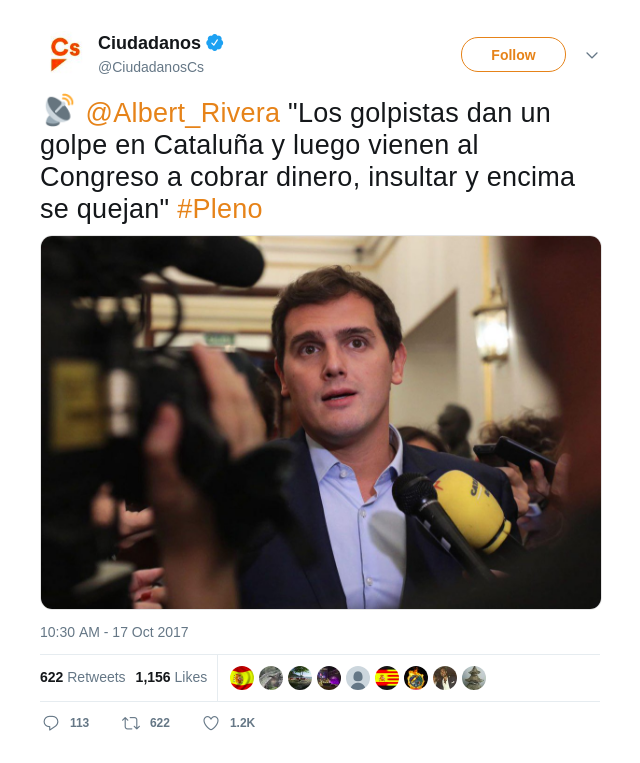 Cs
Ciudadanos
@CiudadanosCs
Follow
@Albert_Rivera "Los golpistas dan un
golpe en Cataluña y luego vienen al
Congreso a cobrar dinero, insultar y encima
se quejan" #Pleno
10:30 AM - 17 Oct 2017
622 Retweets 1,156 Likes
113 622 1.2K